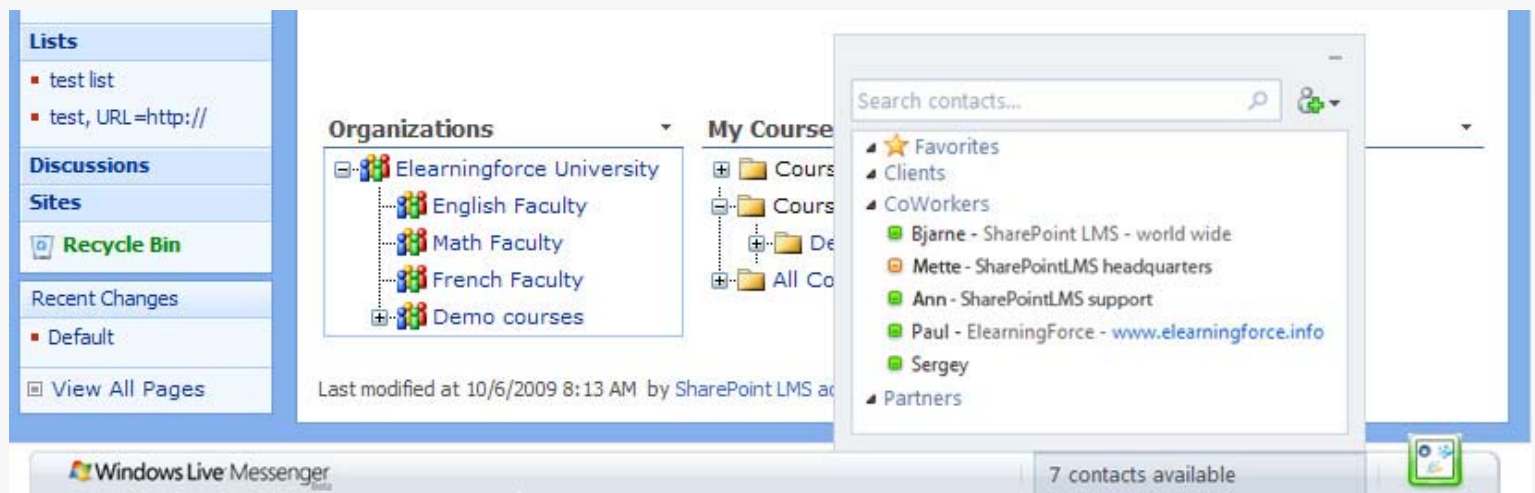 Lists
test list
test, URL=http://
Discussions
Sites
Recycle Bin
Recent Changes
Default
View All Pages
Organizations
Elearningforce University
English Faculty
Math Faculty
French Faculty
Demo courses
My Course
Cours
Cours
De
All Co
Last modified at 10/6/2009 8:13 AM by SharePoint LMS ad
Search contacts...
Favorites
Clients
CoWorkers
Bjarne - SharePoint LMS - world wide
Mette - SharePointLMS headquarters
Ann - SharePointLMS support
Paul - ElearningForce - www.elearningforce.info
Sergey
Partners
Windows Live Messenger
Beta
7 contacts available